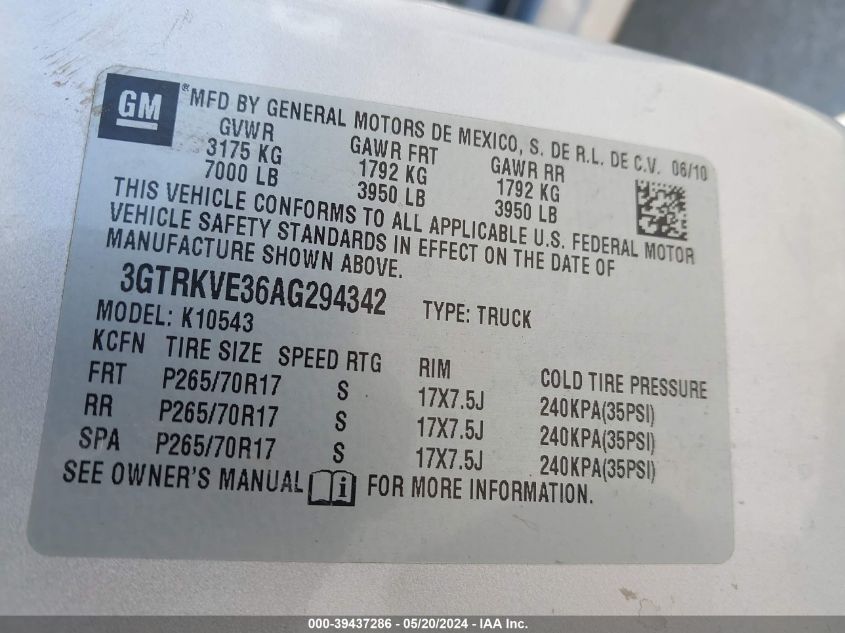 GM ® MFD BY GENERAL MOTORS DE MEXICO, S. DE R.L. DE C.V. 06/10
GVWR GAWR FRT GAWR RR
3175 KG 1792 KG 1792 KG
7000 LB 3950 LB 3950 LB
THIS VEHICLE CONFORMS TO ALL APPLICABLE U.S. FEDERAL MOTOR
VEHICLE SAFETY STANDARDS IN EFFECT ON THE DATE OF
MANUFACTURE SHOWN ABOVE.
3GTRKVE36AG294342 TYPE: TRUCK
MODEL: K10543
KCFN TIRE SIZE SPEED RTG RIM COLD TIRE PRESSURE
FRT P265/70R17 S 17X7.5J 240KPA(35PSI)
RR P265/70R17 S 17X7.5J 240KPA(35PSI)
SPA P265/70R17 S 17X7.5J 240KPA(35PSI)
SEE OWNER'S MANUAL i FOR MORE INFORMATION.
000-39437286 - 05/20/2024 - IAA Inc.